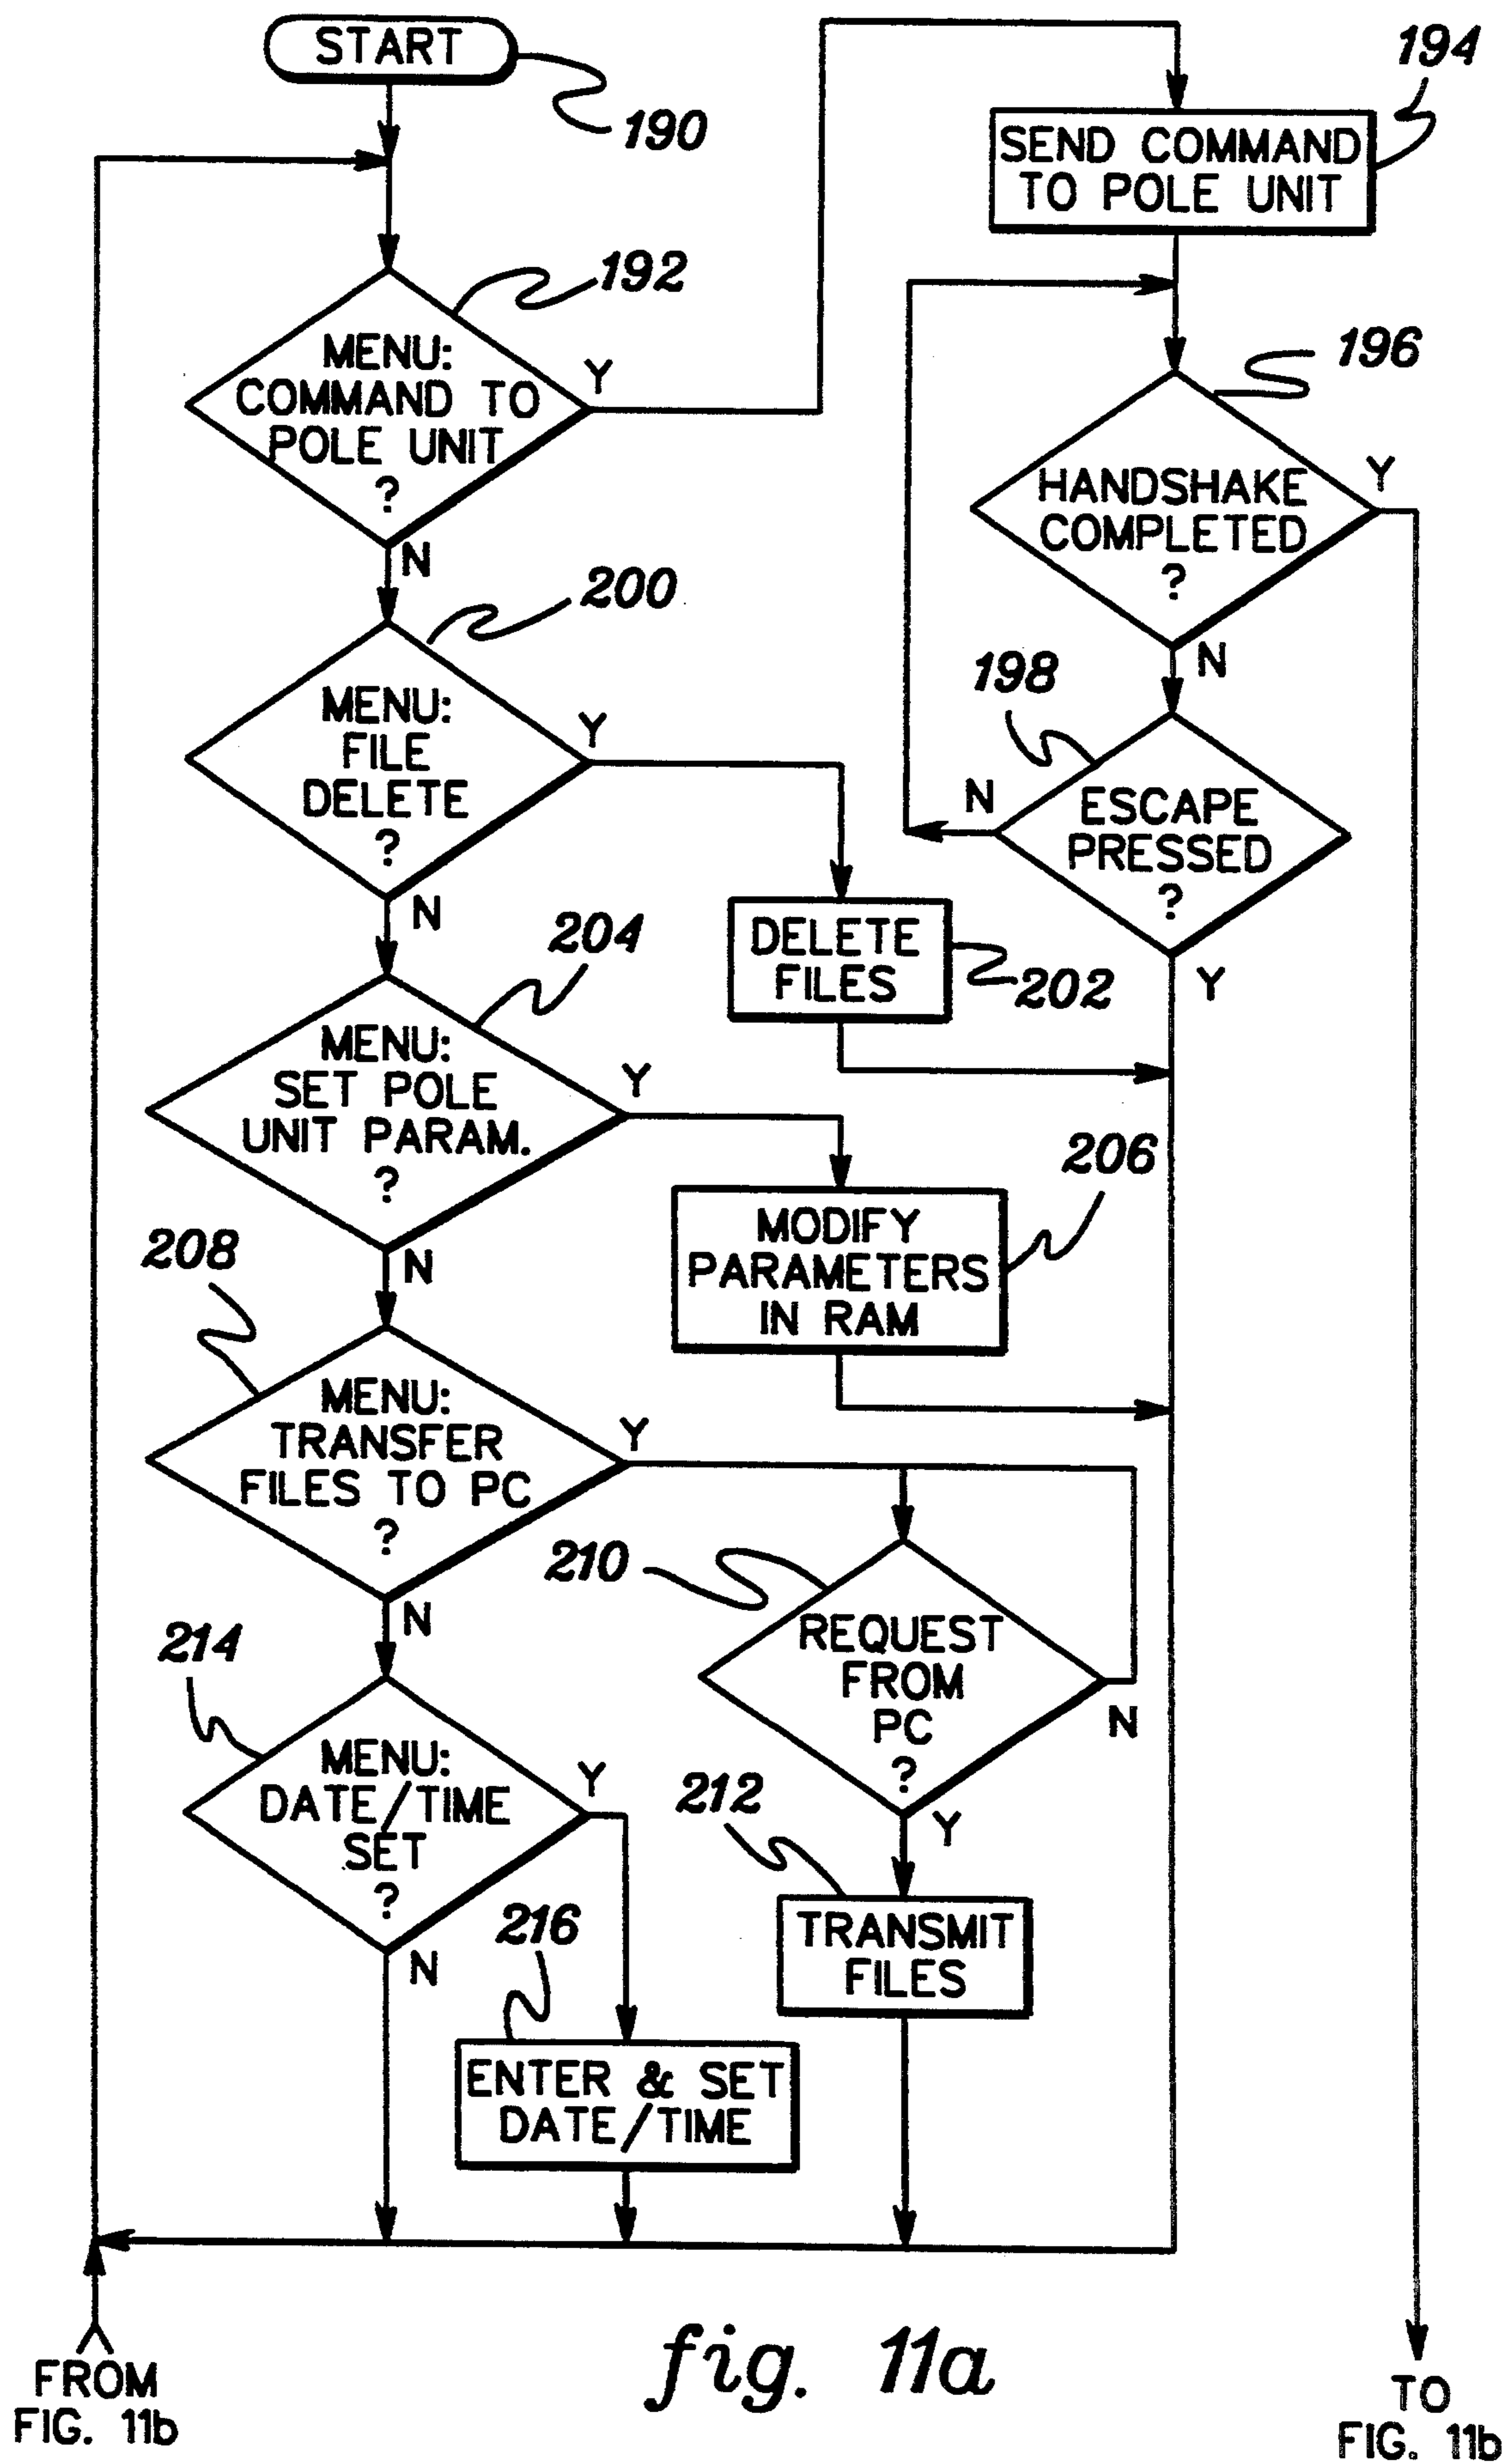 START
190
194
SEND COMMAND
TO POLE UNIT
192
MENU:
COMMAND TO
POLE UNIT
?
Y
N
196
HANDSHAKE
COMPLETED
?
Y
N
200
MENU:
FILE
DELETE
?
Y
N
198
ESCAPE
PRESSED
?
N
Y
DELETE
FILES
202
204
MENU:
SET POLE
UNIT PARAM.
?
Y
N
206
MODIFY
PARAMETERS
IN RAM
208
MENU:
TRANSFER
FILES TO PC
?
Y
N
210
REQUEST
FROM
PC
?
N
Y
214
MENU:
DATE/TIME
SET
?
Y
N
212
TRANSMIT
FILES
216
ENTER & SET
DATE/TIME
FROM
FIG. 11b
fig. 11a
TO
FIG. 11b